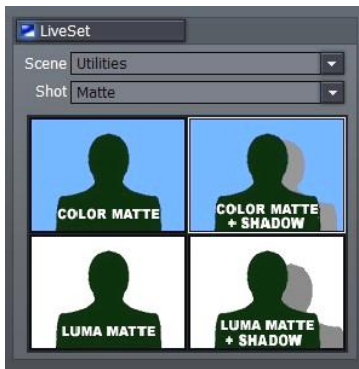 LiveSet
Scene Utilities
Shot Matte
COLOR MATTE
COLOR MATTE
+ SHADOW
LUMA MATTE
LUMA MATTE
+ SHADOW